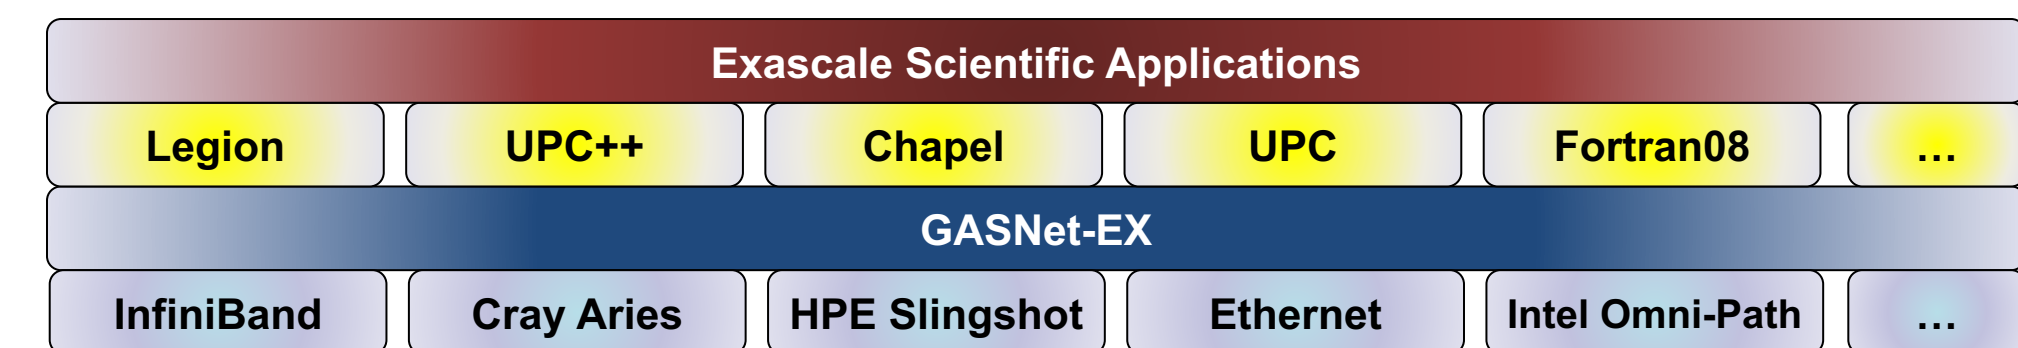 Exascale Scientific Applications
Legion UPC++ Chapel UPC Fortran08 …
GASNet-EX
InfiniBand Cray Aries HPE Slingshot Ethernet Intel Omni-Path …